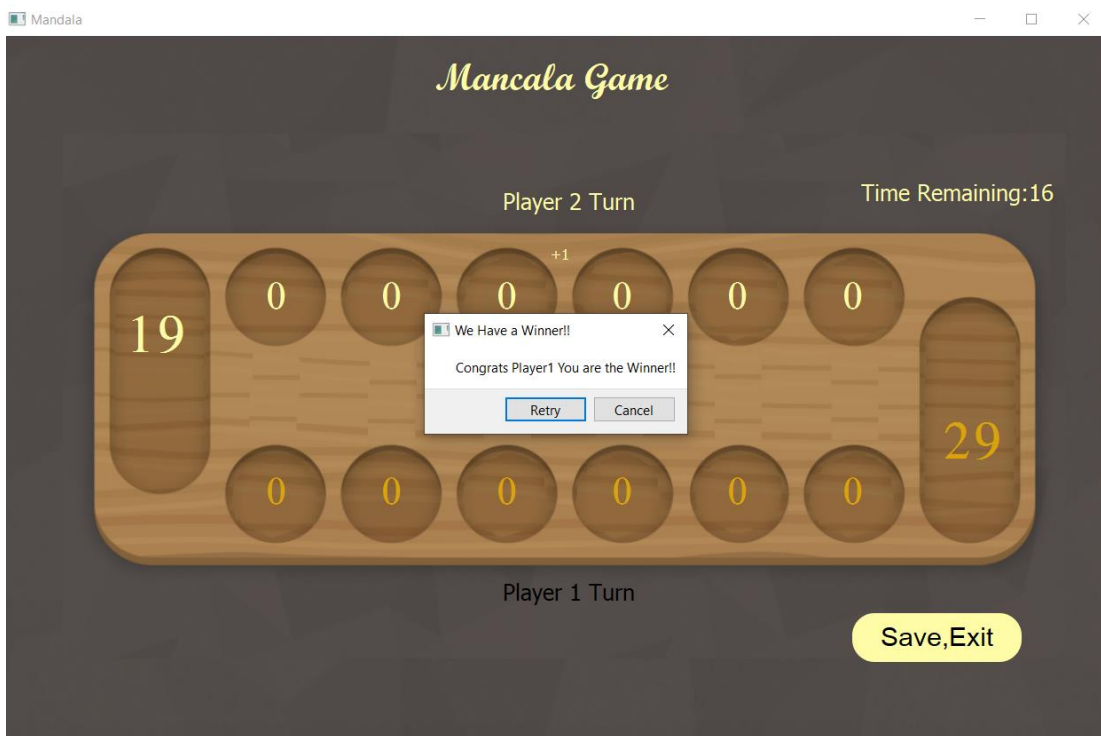 Mandala
Mancala Game
Player 2 Turn
Time Remaining:16
+1
0 0 0 0 0 0
19
We Have a Winner!!
Congrats Player1 You are the Winner!!
Retry Cancel
29
0 0 0 0 0 0
Player 1 Turn
Save,Exit